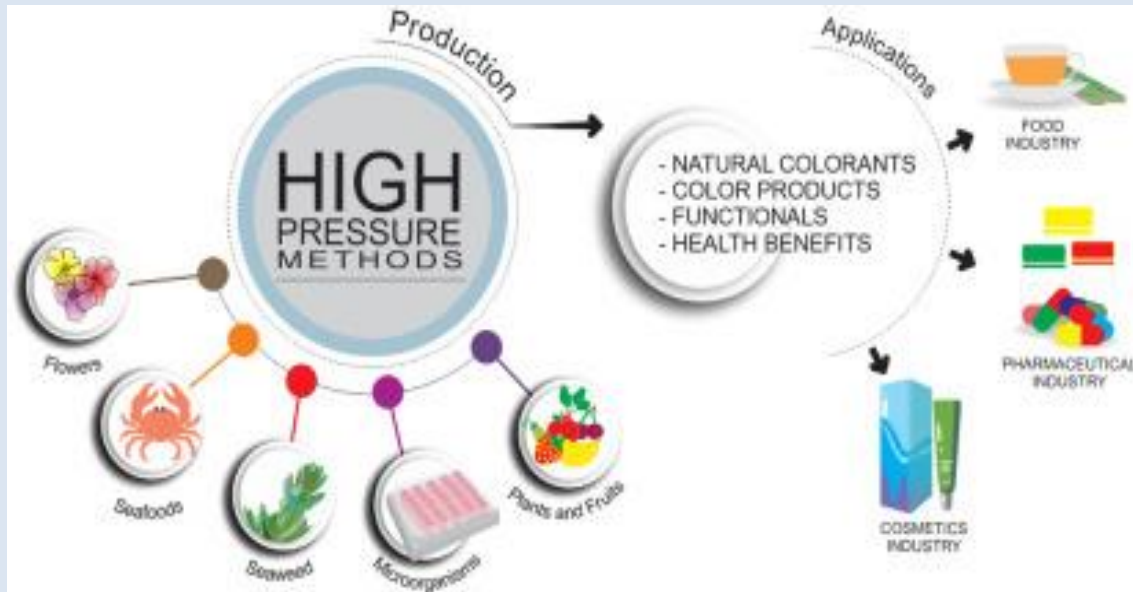 Production
HIGH
PRESSURE
METHODS
Flowers
Seafoods
Seaweed
Microorganisms
Plants and Fruits
- NATURAL COLORANTS
- COLOR PRODUCTS
- FUNCTIONALS
- HEALTH BENEFITS
Applications
FOOD
INDUSTRY
PHARMACEUTICAL
INDUSTRY
COSMETICS
INDUSTRY